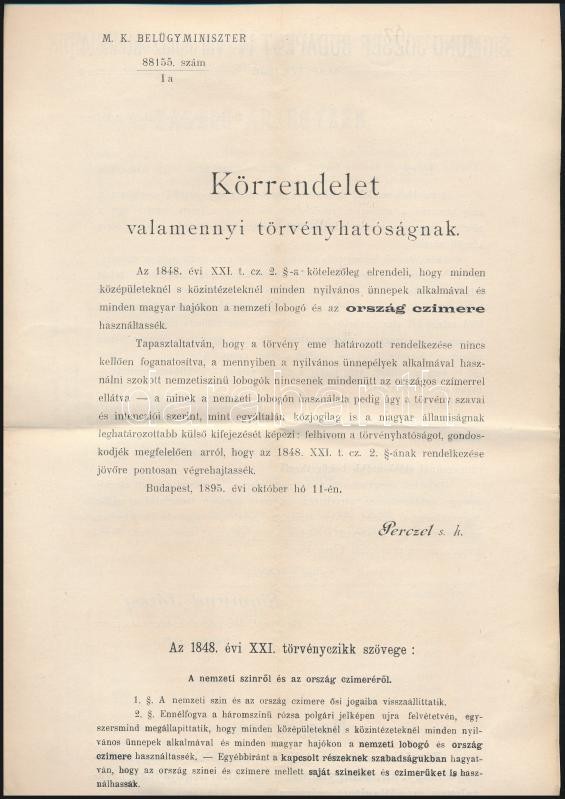 M. K. BELÜGYMINISZTER
88155. szám
I a
Körrendelet
valamennyi törvényhatóságnak.
Az 1848. évi XXI. t. cz. 2. §-a kötelezőleg elrendeli, hogy minden
középületeknél s közintézeteknél minden nyilvános ünnepek alkalmával és
minden magyar hajókon a nemzeti lobogó és az ország czimere
használtassék.
Tapasztaltatván, hogy a törvény eme határozott rendelkezése nincs
kellően foganatositva, a mennyiben a nyilvános ünnepélyek alkalmával hasz-
nálni szokott nemzetiszinű lobogók nincsenek mindenütt az országos czímerrel
ellátva — a minek a nemzeti lobogón használata pedig úgy a törvény szavai
és intencziói szerint, mint egyáltalán közjogilag is a magyar államiságnak
leghatározottabb külső kifejezését képezi: felhivom a törvényhatóságot, gondos-
kodjék megfelelően arról, hogy az 1848. XXI. t. cz. 2. §-ának rendelkezése
jövőre pontosan végrehajtassék.
Budapest, 1895. évi október hó 11-én.
Perczel s. k.
darabanth
Az 1848. évi XXI. törvényczikk szövege :
A nemzeti szinről és az ország czimeréről.
1. §. A nemzeti szin és az ország czimere ősi jogaiba visszaállittatik.
2. §. Ennélfogva a háromszinű rózsa polgári jelképen ujra felvétetvén, egy-
szersmind megállapittatik, hogy minden középületeknél s közintézeteknél minden nyil-
vános ünnepek alkalmával és minden magyar hajókon a nemzeti lobogó és ország
czimere használtassék. — Egyébbiránt a kapcsolt részeknek szabadságukban hagyat-
ván, hogy az ország szinei és czimere mellett saját szineiket és czimerüket is hasz-
nálhassák.